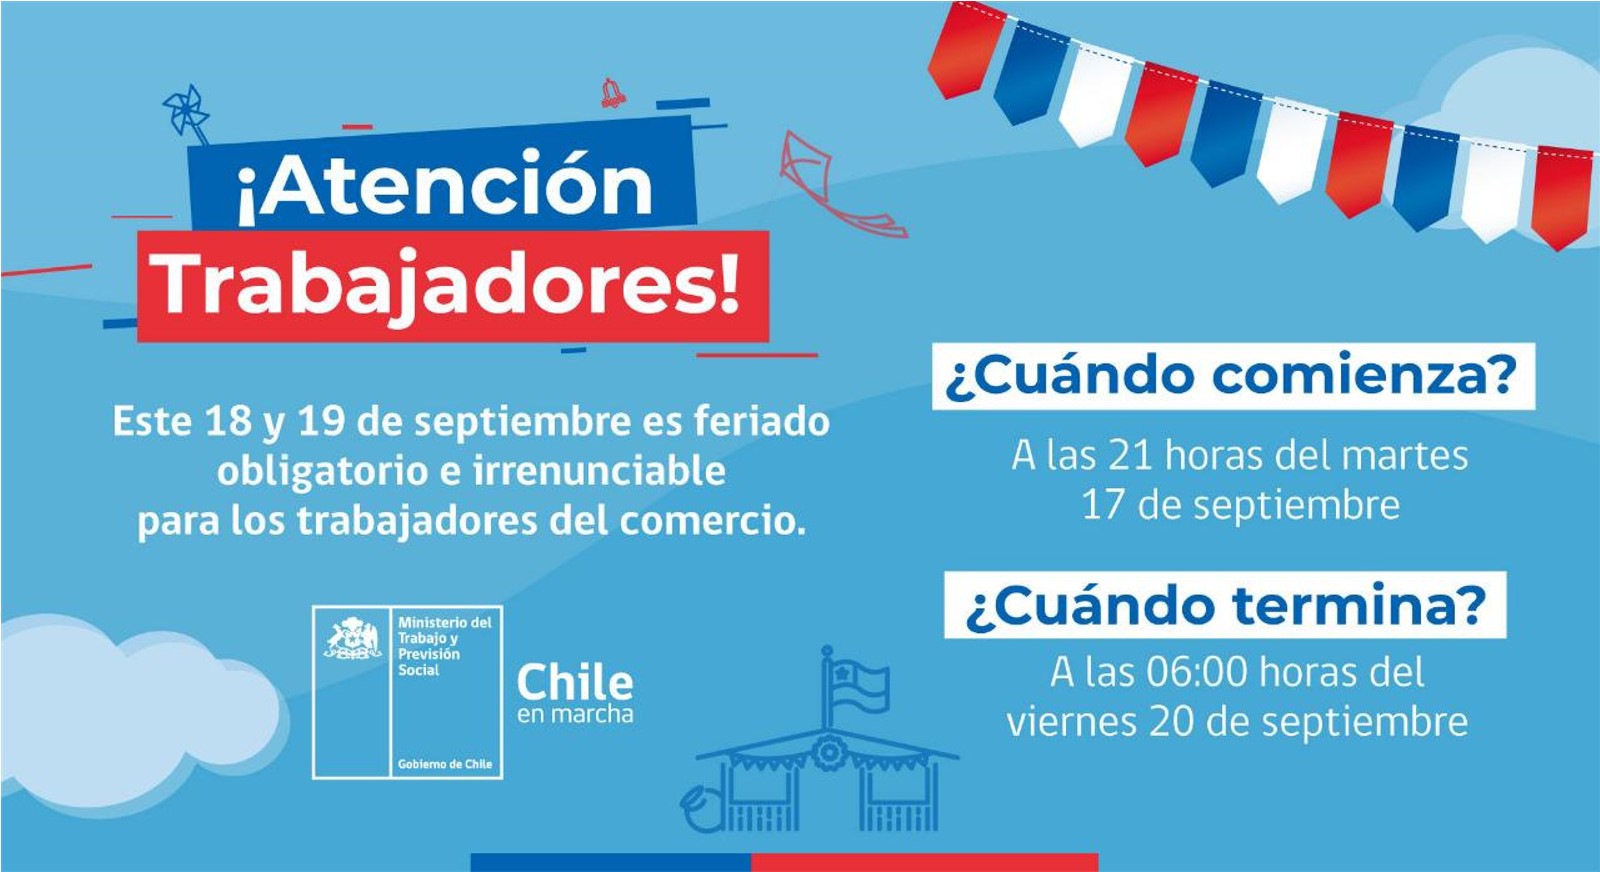 ¡Atención
Trabajadores!
Este 18 y 19 de septiembre es feriado
obligatorio e irrenunciable
para los trabajadores del comercio.
Ministerio del
Trabajo y
Previsión
Social
Gobierno de Chile
Chile
en marcha
¿Cuándo comienza?
A las 21 horas del martes
17 de septiembre
¿Cuándo termina?
A las 06:00 horas del
viernes 20 de septiembre